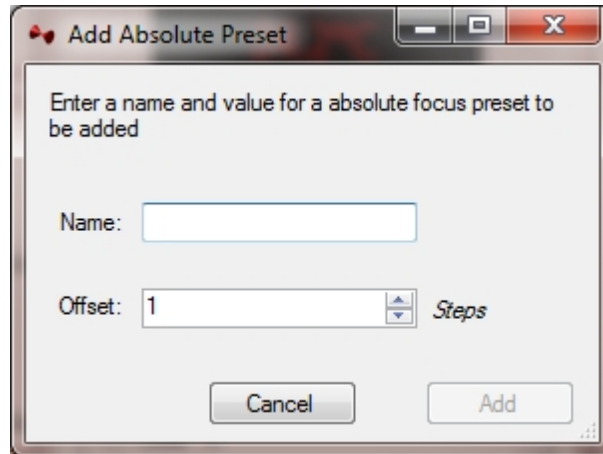 Add Absolute Preset
Enter a name and value for a absolute focus preset to
be added
Name:
Offset: 1 Steps
Cancel Add